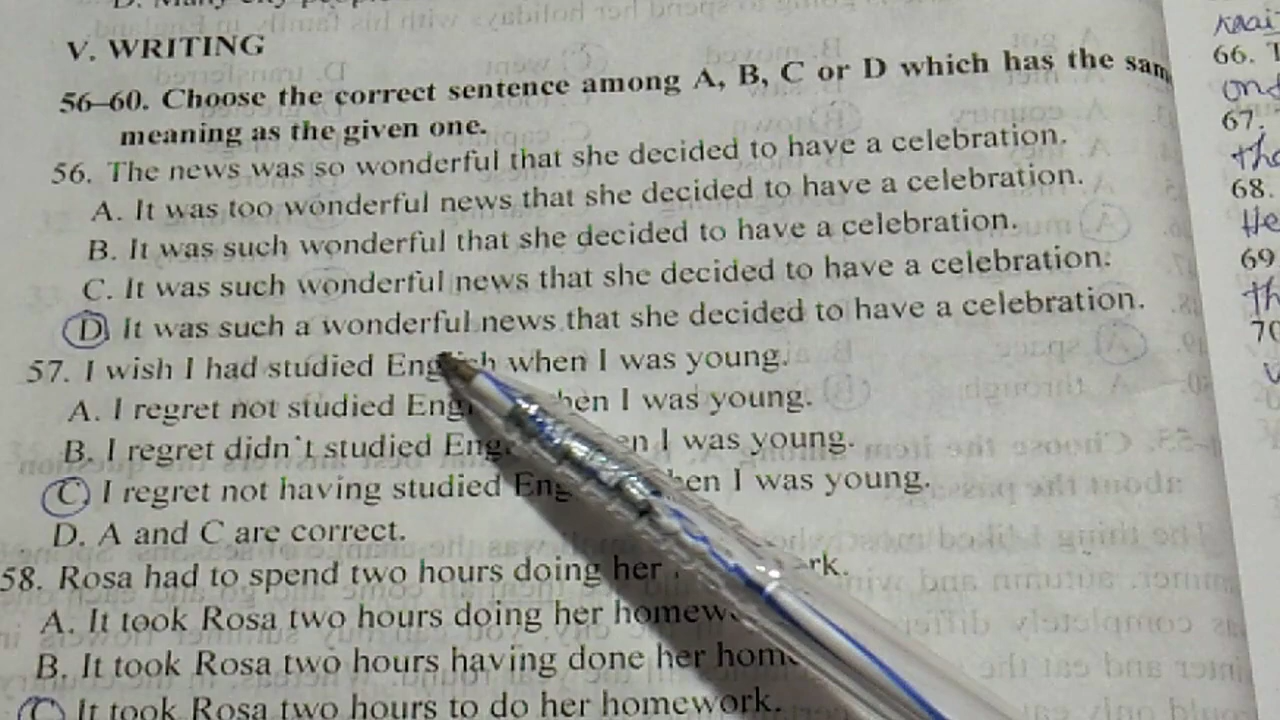 V. WRITING
56–60. Choose the correct sentence among A, B, C or D which has the sam
meaning as the given one.
56. The news was so wonderful that she decided to have a celebration.
A. It was too wonderful news that she decided to have a celebration.
B. It was such wonderful that she decided to have a celebration.
C. It was such wonderful news that she decided to have a celebration.
D. It was such a wonderful news that she decided to have a celebration.
57. I wish I had studied English when I was young.
A. I regret not studied Eng hen I was young.
B. I regret didn't studied Eng en I was young.
C. I regret not having studied Eng hen I was young.
D. A and C are correct.
58. Rosa had to spend two hours doing her rk.
A. It took Rosa two hours doing her homew
B. It took Rosa two hours having done her hom
C. It took Rosa two hours to do her homework.
66. T
67.
68.
He
69
th
70